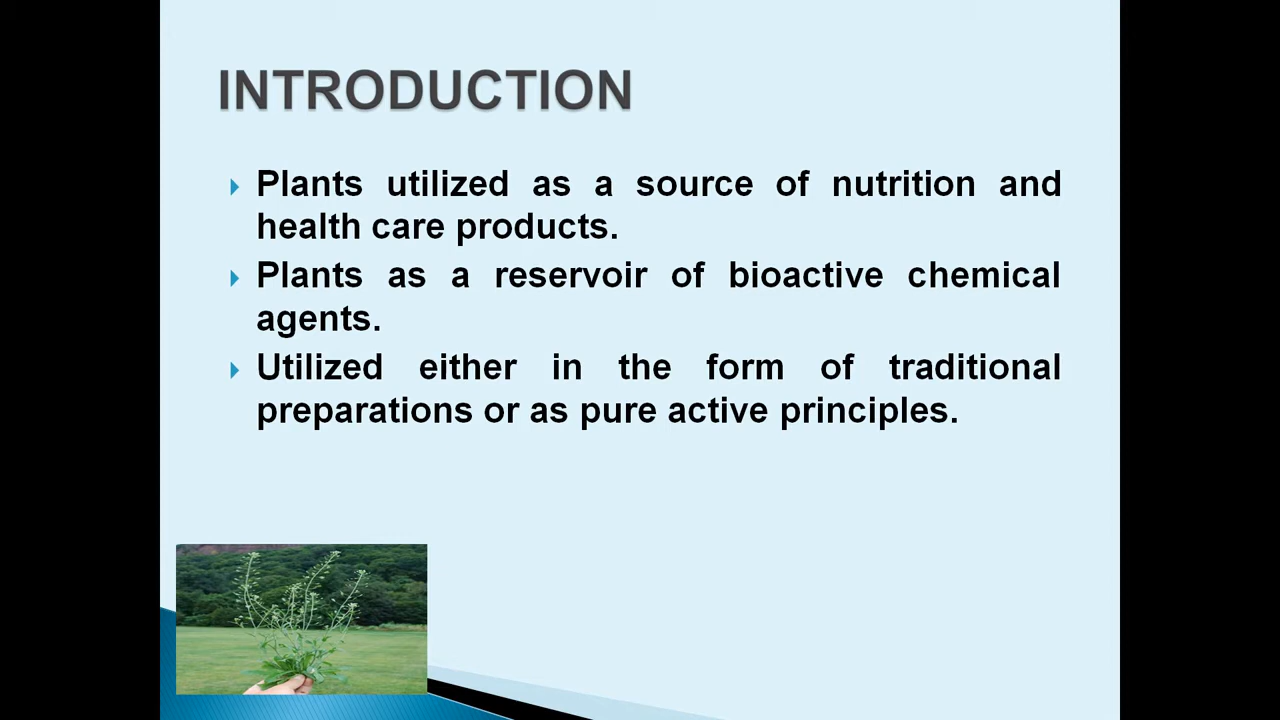 INTRODUCTION
Plants utilized as a source of nutrition and
health care products.
Plants as a reservoir of bioactive chemical
agents.
Utilized either in the form of traditional
preparations or as pure active principles.